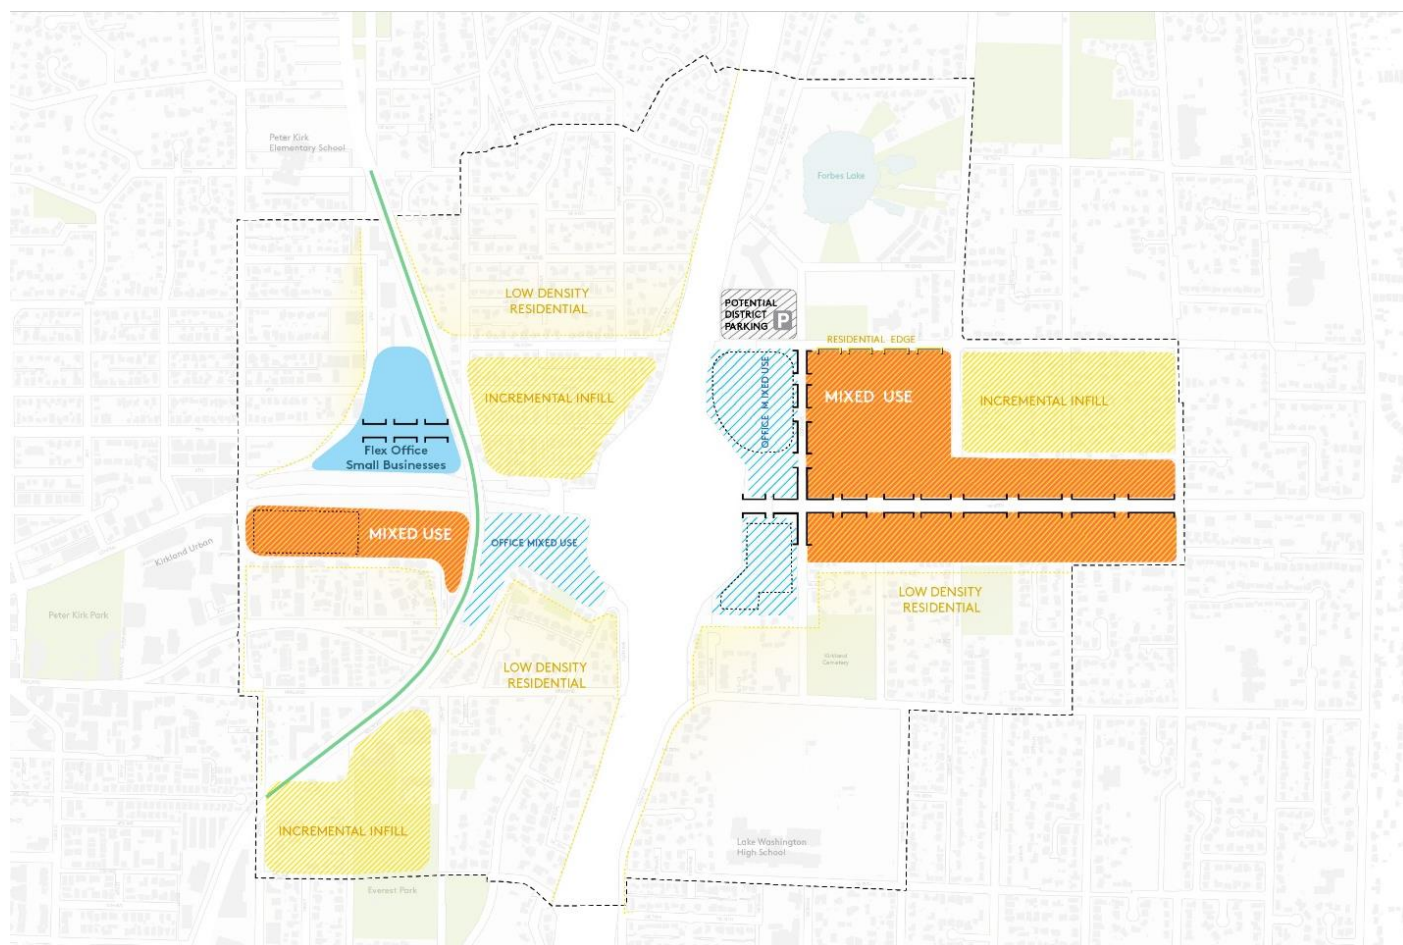 Peter Kirk
Elementary School
Forbes Lake
LOW DENSITY
RESIDENTIAL
POTENTIAL
DISTRICT
PARKING P
RESIDENTIAL EDGE
OFFICE MIXED USE
MIXED USE
INCREMENTAL INFILL
INCREMENTAL INFILL
Flex Office
Small Businesses
MIXED USE
OFFICE MIXED USE
Kirkland Urban
Peter Kirk Park
LOW DENSITY
RESIDENTIAL
LOW DENSITY
RESIDENTIAL
Kirkland
Cemetery
INCREMENTAL INFILL
Lake Washington
High School
Everest Park